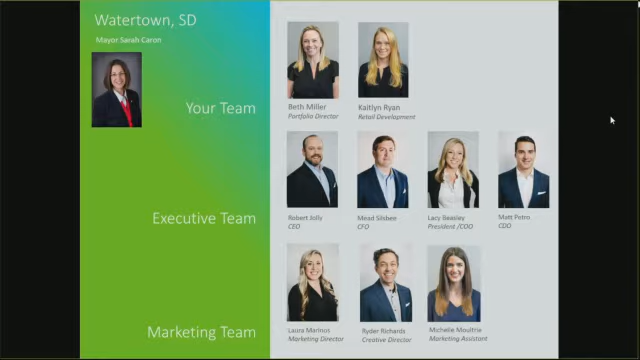 Watertown, SD
Mayor Sarah Caron
Your Team
Beth Miller
Portfolio Director
Kaitlyn Ryan
Retail Development
Executive Team
Robert Jolly
CEO
Mead Silsbee
CFO
Lacy Beasley
President /COO
Matt Petro
CDO
Marketing Team
Laura Marinos
Marketing Director
Ryder Richards
Creative Director
Michelle Moultrie
Marketing Assistant